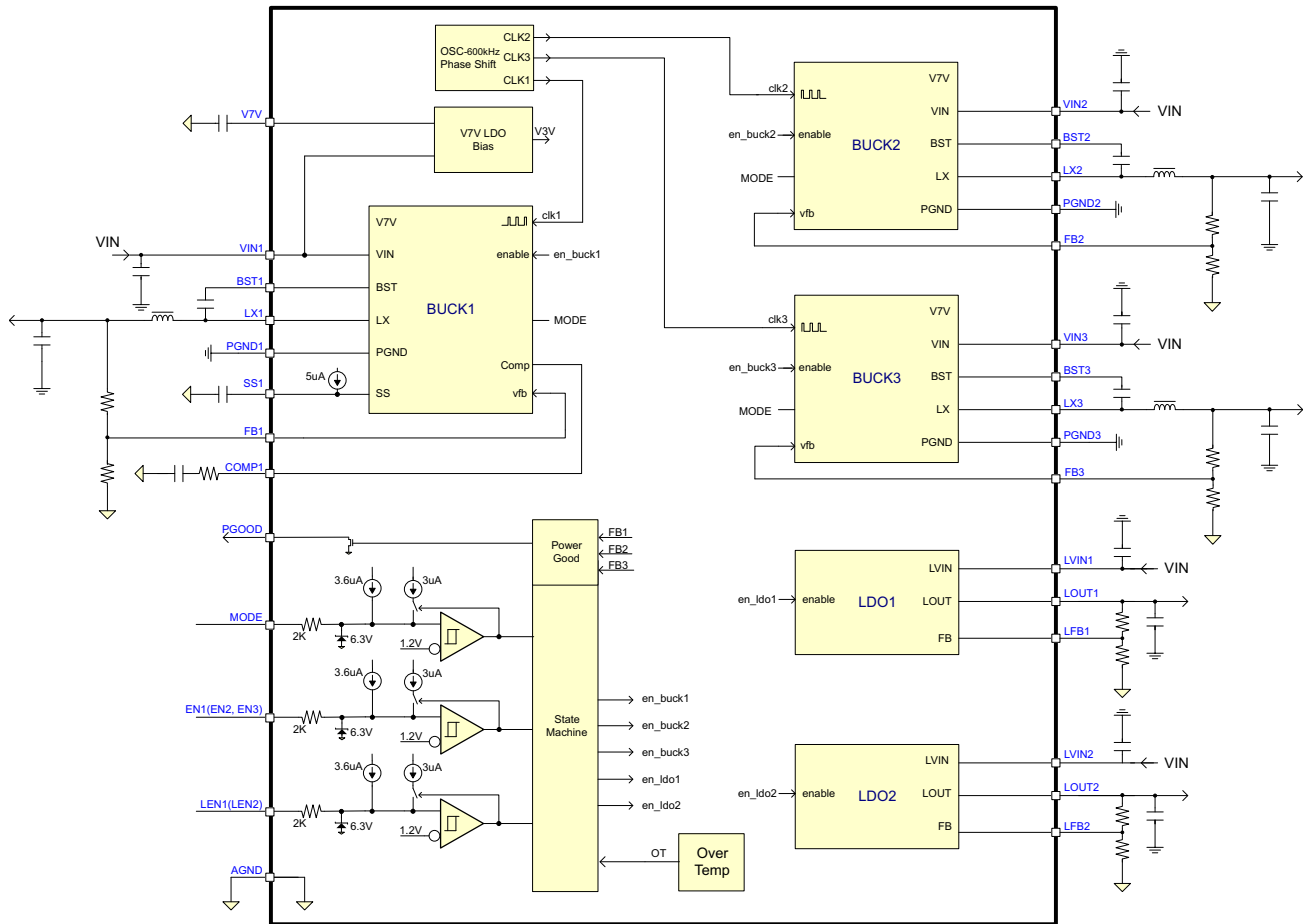 CLK2
OSC-600kHz
Phase Shift
CLK3
CLK1
V7V
V7V LDO
Bias
V3V
V7V
clk1
VIN
VIN1
VIN
enable
en_buck1
BST1
BST
BUCK1
LX1
LX
MODE
PGND1
PGND
Comp
5uA
SS1
SS
vfb
FB1
COMP1
clk2
V7V
VIN
VIN2
VIN
en_buck2
enable
BUCK2
BST
BST2
MODE
LX
LX2
vfb
PGND
PGND2
FB2
clk3
V7V
VIN
VIN3
VIN
en_buck3
enable
BUCK3
BST
BST3
MODE
LX
LX3
vfb
PGND
PGND3
FB3
PGOOD
Power
Good
FB1
FB2
FB3
3.6uA
3uA
MODE
2K
6.3V
1.2V
3.6uA
3uA
EN1(EN2, EN3)
2K
6.3V
1.2V
3.6uA
3uA
LEN1(LEN2)
2K
6.3V
1.2V
State
Machine
en_buck1
en_buck2
en_buck3
en_ldo1
en_ldo2
OT
Over
Temp
AGND
LVIN
LVIN1
VIN
en_ldo1
enable
LDO1
LOUT
LOUT1
FB
LFB1
LVIN
LVIN2
VIN
en_ldo2
enable
LDO2
LOUT
LOUT2
FB
LFB2